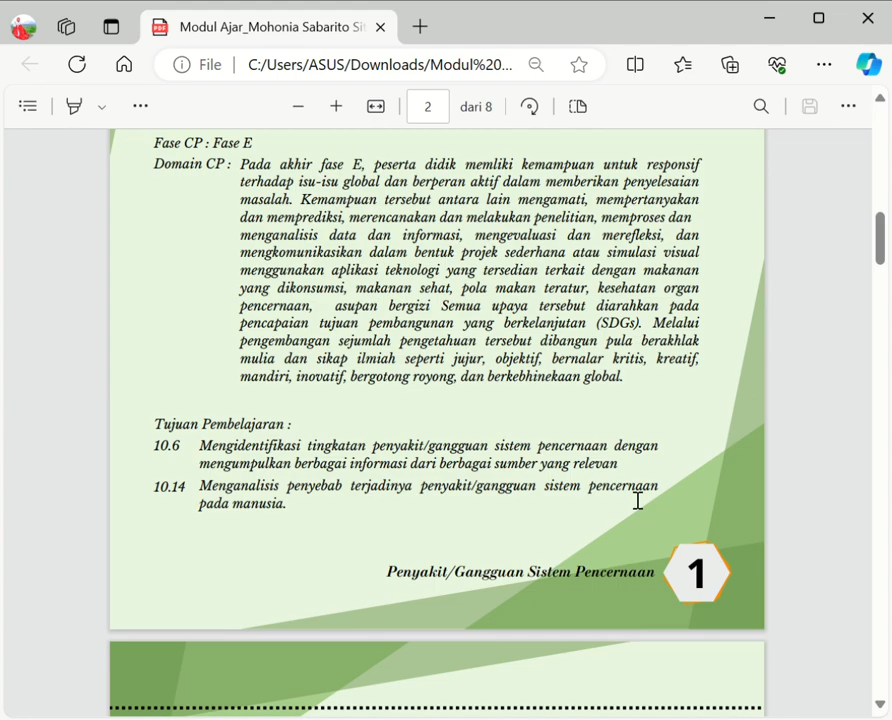 Modul Ajar_Mohonia Sabarito Si
File
C:/Users/ASUS/Downloads/Modul%20...
2
dari 8
Fase CP : Fase E
Domain CP : Pada akhir fase E, peserta didik memliki kemampuan untuk responsif
terhadap isu-isu global dan berperan aktif dalam memberikan penyelesaian
masalah. Kemampuan tersebut antara lain mengamati, mempertanyakan
dan memprediksi, merencanakan dan melakukan penelitian, memproses dan
menganalisis data dan informasi, mengevaluasi dan merefleksi, dan
mengkomunikasikan dalam bentuk projek sederhana atau simulasi visual
menggunakan aplikasi teknologi yang tersedian terkait dengan makanan
yang dikonsumsi, makanan sehat, pola makan teratur, kesehatan organ
pencernaan, asupan bergizi Semua upaya tersebut diarahkan pada
pencapaian tujuan pembangunan yang berkelanjutan (SDGs). Melalui
pengembangan sejumlah pengetahuan tersebut dibangun pula berakhlak
mulia dan sikap ilmiah seperti jujur, objektif, bernalar kritis, kreatif,
mandiri, inovatif, bergotong royong, dan berkebhinekaan global.
Tujuan Pembelajaran :
10.6 Mengidentifikasi tingkatan penyakit/gangguan sistem pencernaan dengan
mengumpulkan berbagai informasi dari berbagai sumber yang relevan
10.14 Menganalisis penyebab terjadinya penyakit/gangguan sistem pencernaan
pada manusia.
Penyakit/Gangguan Sistem Pencernaan
1